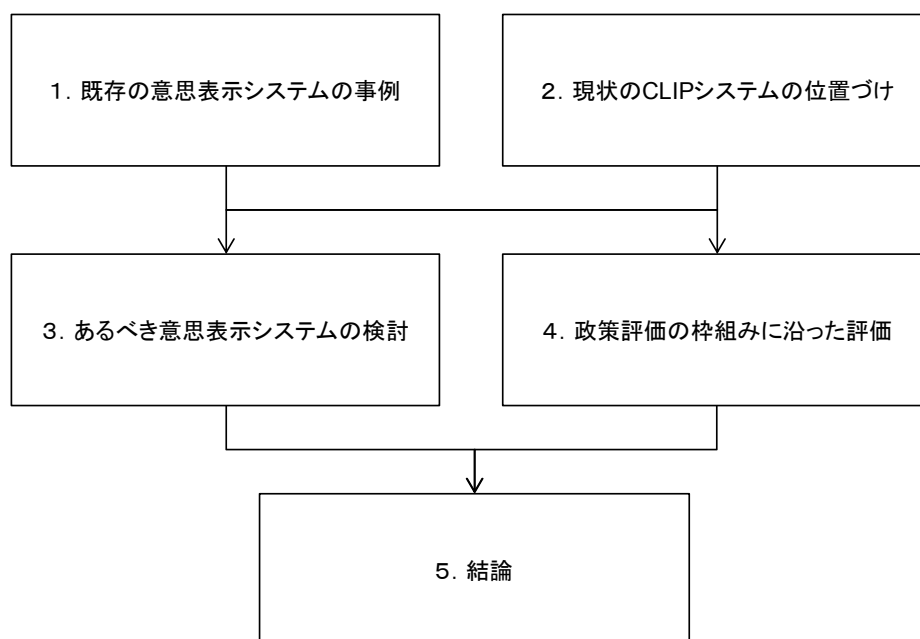 1. 既存の意思表示システムの事例
2. 現状のCLIPシステムの位置づけ
3. あるべき意思表示システムの検討
4. 政策評価の枠組みに沿った評価
5. 結論